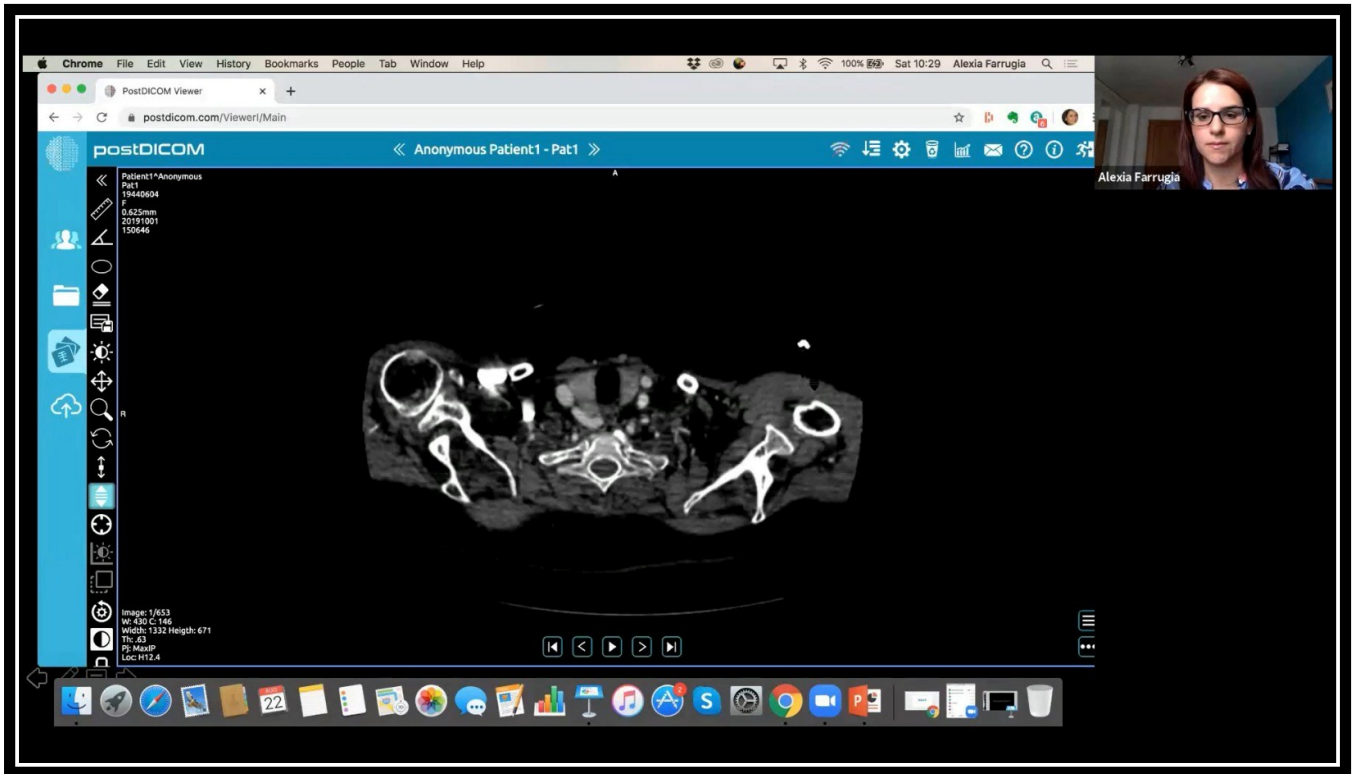 Chrome File Edit View History Bookmarks People Tab Window Help 100% Sat 10:29 Alexia Farrugia
PostDICOM Viewer
postdicom.com/Viewerl/Main
postDICOM
Anonymous Patient1 - Pat1
Alexia Farrugia
Patient1^Anonymous
Pat1
19440604
F
0.625mm
20191001
150646
A
R
Image: 1/653
W: 430 C: 146
Width: 1332 Heigth: 671
Th: .63
Pj: MaxIP
Loc: H12.4
AUG
22
2